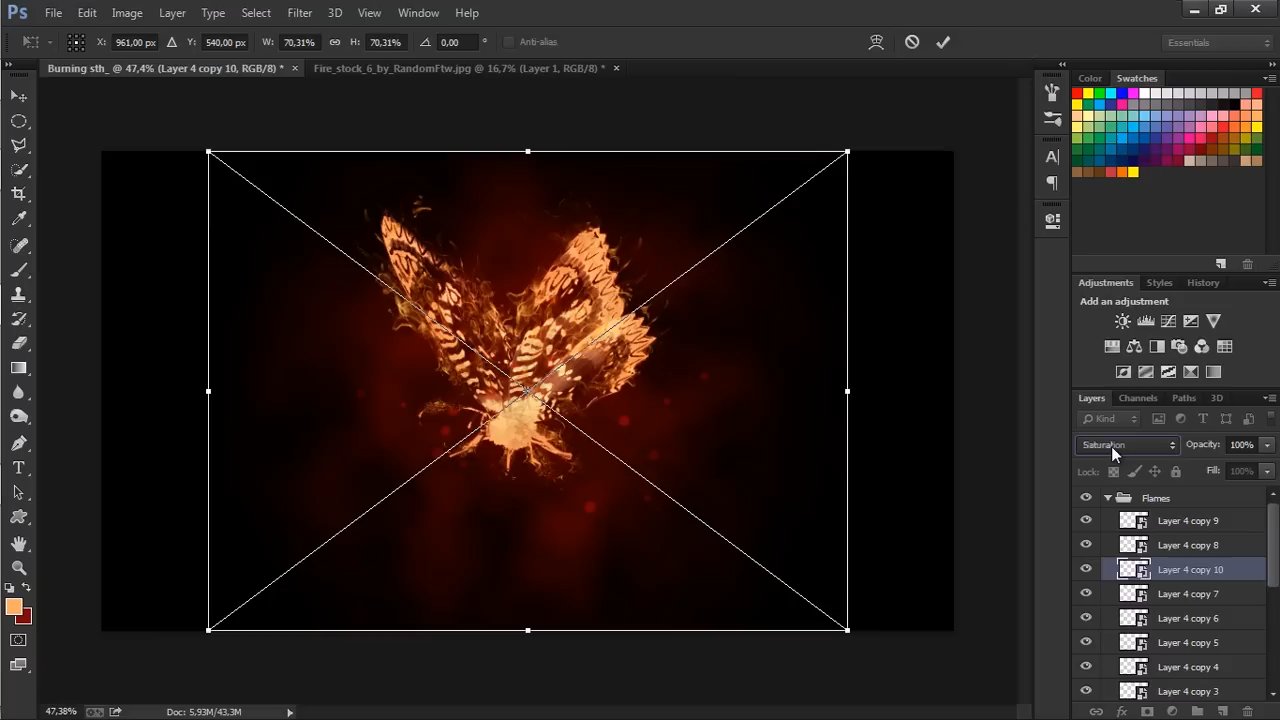 Ps File Edit Image Layer Type Select Filter 3D View Window Help
X: 961,00 px Y: 540,00 px W: 70,31% H: 70,31% 0,00 ° Anti-alias Essentials
Burning sth_ @ 47,4% (Layer 4 copy 10, RGB/8) * × Fire_stock_6_by_RandomFtw.jpg @ 16,7% (Layer 1, RGB/8) * ×
Color Swatches
Adjustments Styles History
Add an adjustment
Layers Channels Paths 3D
Kind
Saturation Opacity: 100%
Lock: Fill: 100%
Flames
Layer 4 copy 9
Layer 4 copy 8
Layer 4 copy 10
Layer 4 copy 7
Layer 4 copy 6
Layer 4 copy 5
Layer 4 copy 4
Layer 4 copy 3
47,38% Doc: 5,93M/43,3M